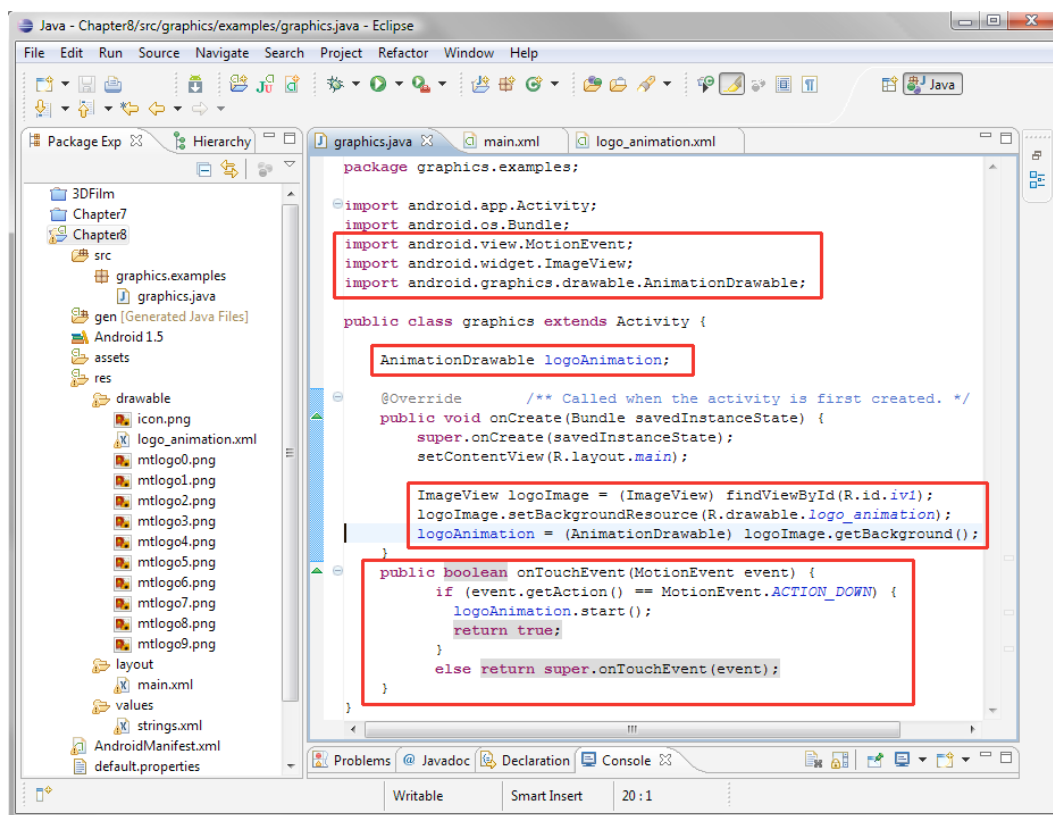 Java - Chapter8/src/graphics/examples/graphics.java - Eclipse
File Edit Run Source Navigate Search Project Refactor Window Help
Java
Package Exp Hierarchy
3DFilm
Chapter7
Chapter8
src
graphics.examples
graphics.java
gen [Generated Java Files]
Android 1.5
assets
res
drawable
icon.png
logo_animation.xml
mtlogo0.png
mtlogo1.png
mtlogo2.png
mtlogo3.png
mtlogo4.png
mtlogo5.png
mtlogo6.png
mtlogo7.png
mtlogo8.png
mtlogo9.png
layout
main.xml
values
strings.xml
AndroidManifest.xml
default.properties
graphics.java main.xml logo_animation.xml
package graphics.examples;
import android.app.Activity;
import android.os.Bundle;
import android.view.MotionEvent;
import android.widget.ImageView;
import android.graphics.drawable.AnimationDrawable;
public class graphics extends Activity {
AnimationDrawable logoAnimation;
@Override /** Called when the activity is first created. */
public void onCreate(Bundle savedInstanceState) {
super.onCreate(savedInstanceState);
setContentView(R.layout.main);
ImageView logoImage = (ImageView) findViewById(R.id.iv1);
logoImage.setBackgroundResource(R.drawable.logo_animation);
logoAnimation = (AnimationDrawable) logoImage.getBackground();
}
public boolean onTouchEvent(MotionEvent event) {
if (event.getAction() == MotionEvent.ACTION_DOWN) {
logoAnimation.start();
return true;
}
else return super.onTouchEvent(event);
}
}
Problems @ Javadoc Declaration Console
Writable Smart Insert 20 : 1